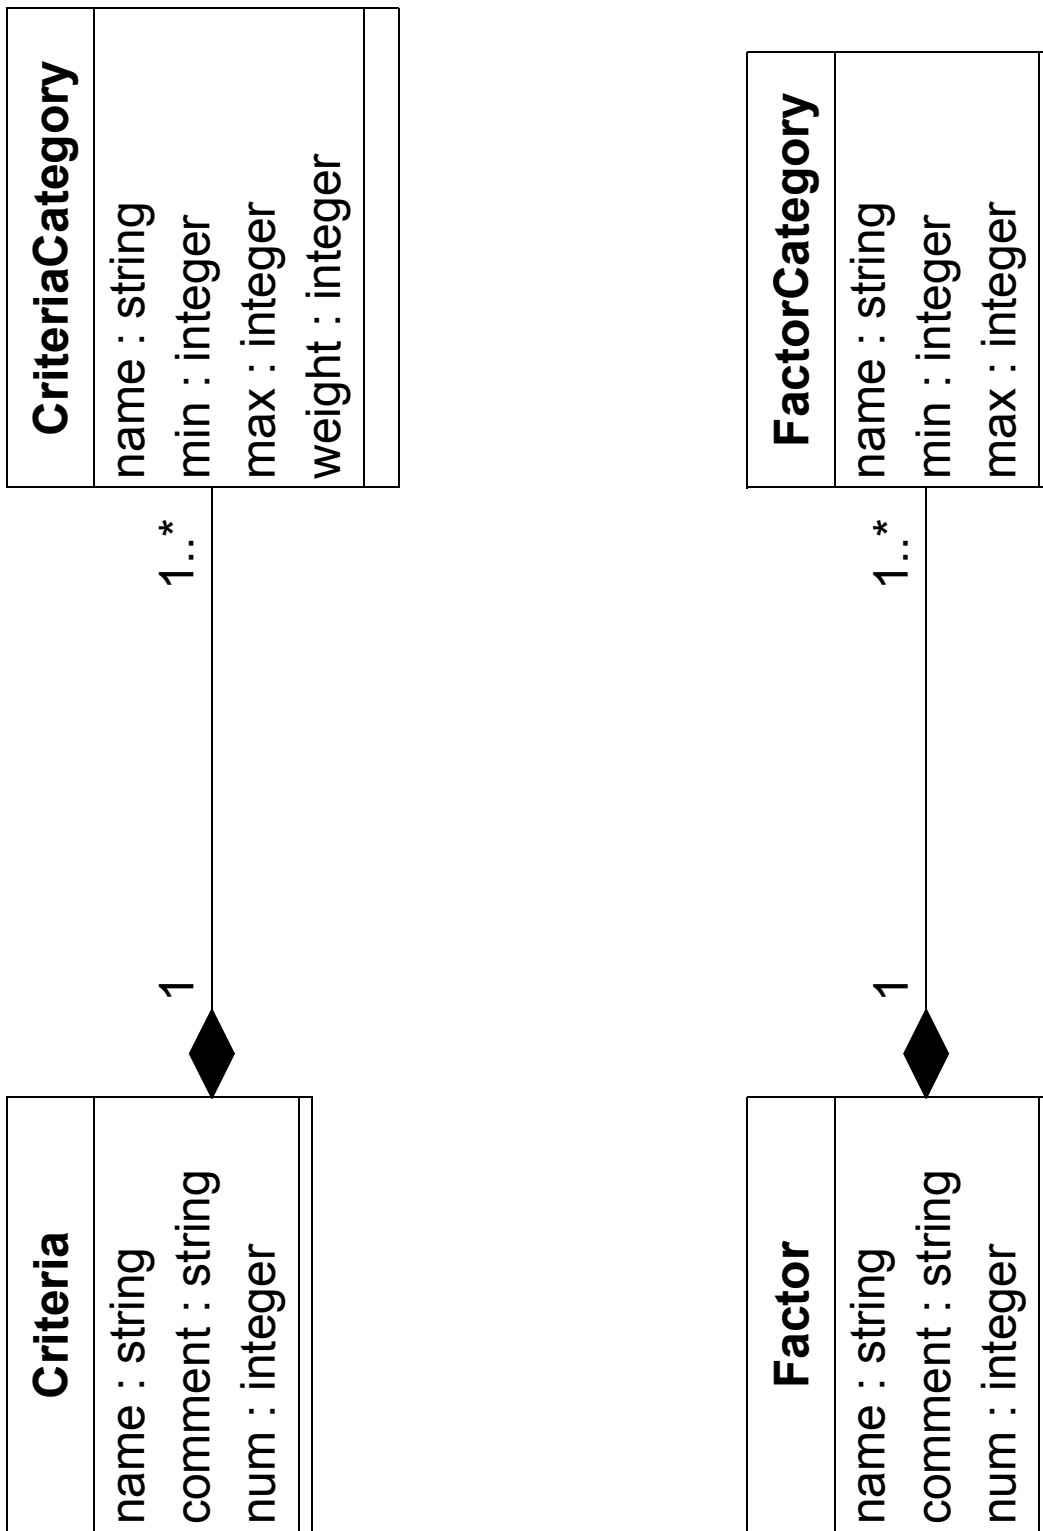 Criteria
name : string
comment : string
num : integer
1
1..*
CriteriaCategory
name : string
min : integer
max : integer
weight : integer
Factor
name : string
comment : string
num : integer
1
1..*
FactorCategory
name : string
min : integer
max : integer